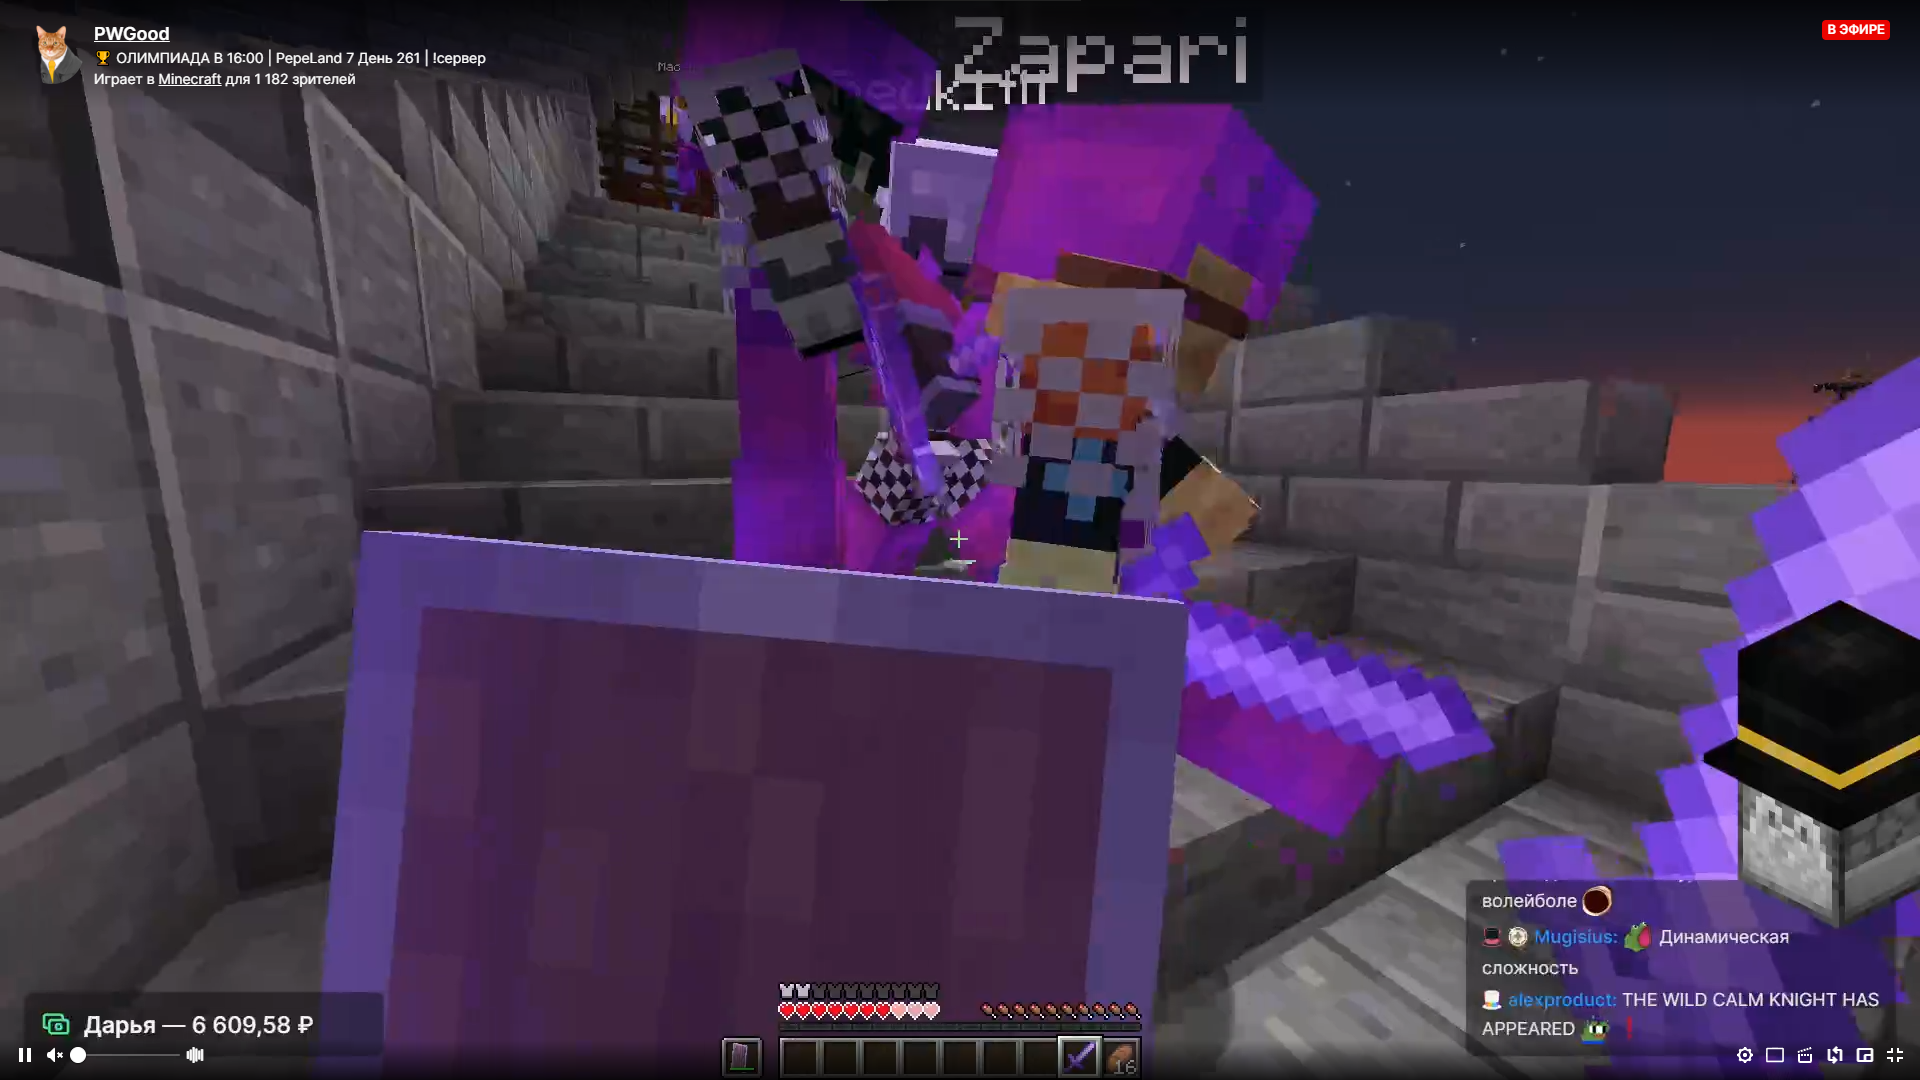 PWGood
🏆 ОЛИМПИАДА В 16:00 | PepeLand 7 День 261 | !сервер
Играет в Minecraft для 1 182 зрителей
В ЭФИРЕ
Zapari
волейболе
Mugisius: Динамическая
сложность
alexproduct: THE WILD CALM KNIGHT HAS
APPEARED
Дарья — 6 609,58 ₽
16